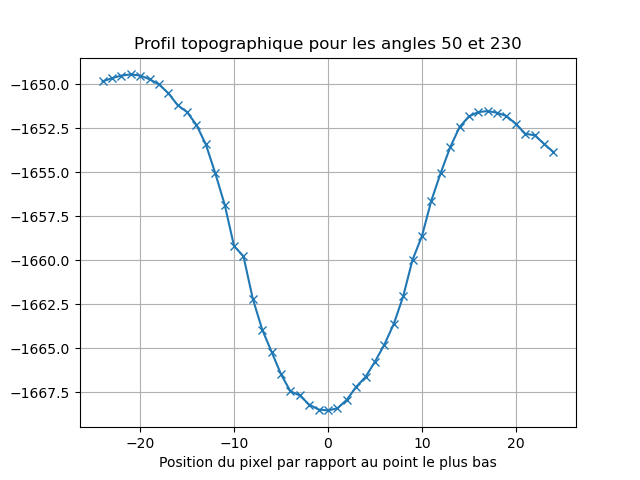 Profil topographique pour les angles 50 et 230
−1650.0
−1652.5
−1655.0
−1657.5
−1660.0
−1662.5
−1665.0
−1667.5
−20 −10 0 10 20
Position du pixel par rapport au point le plus bas